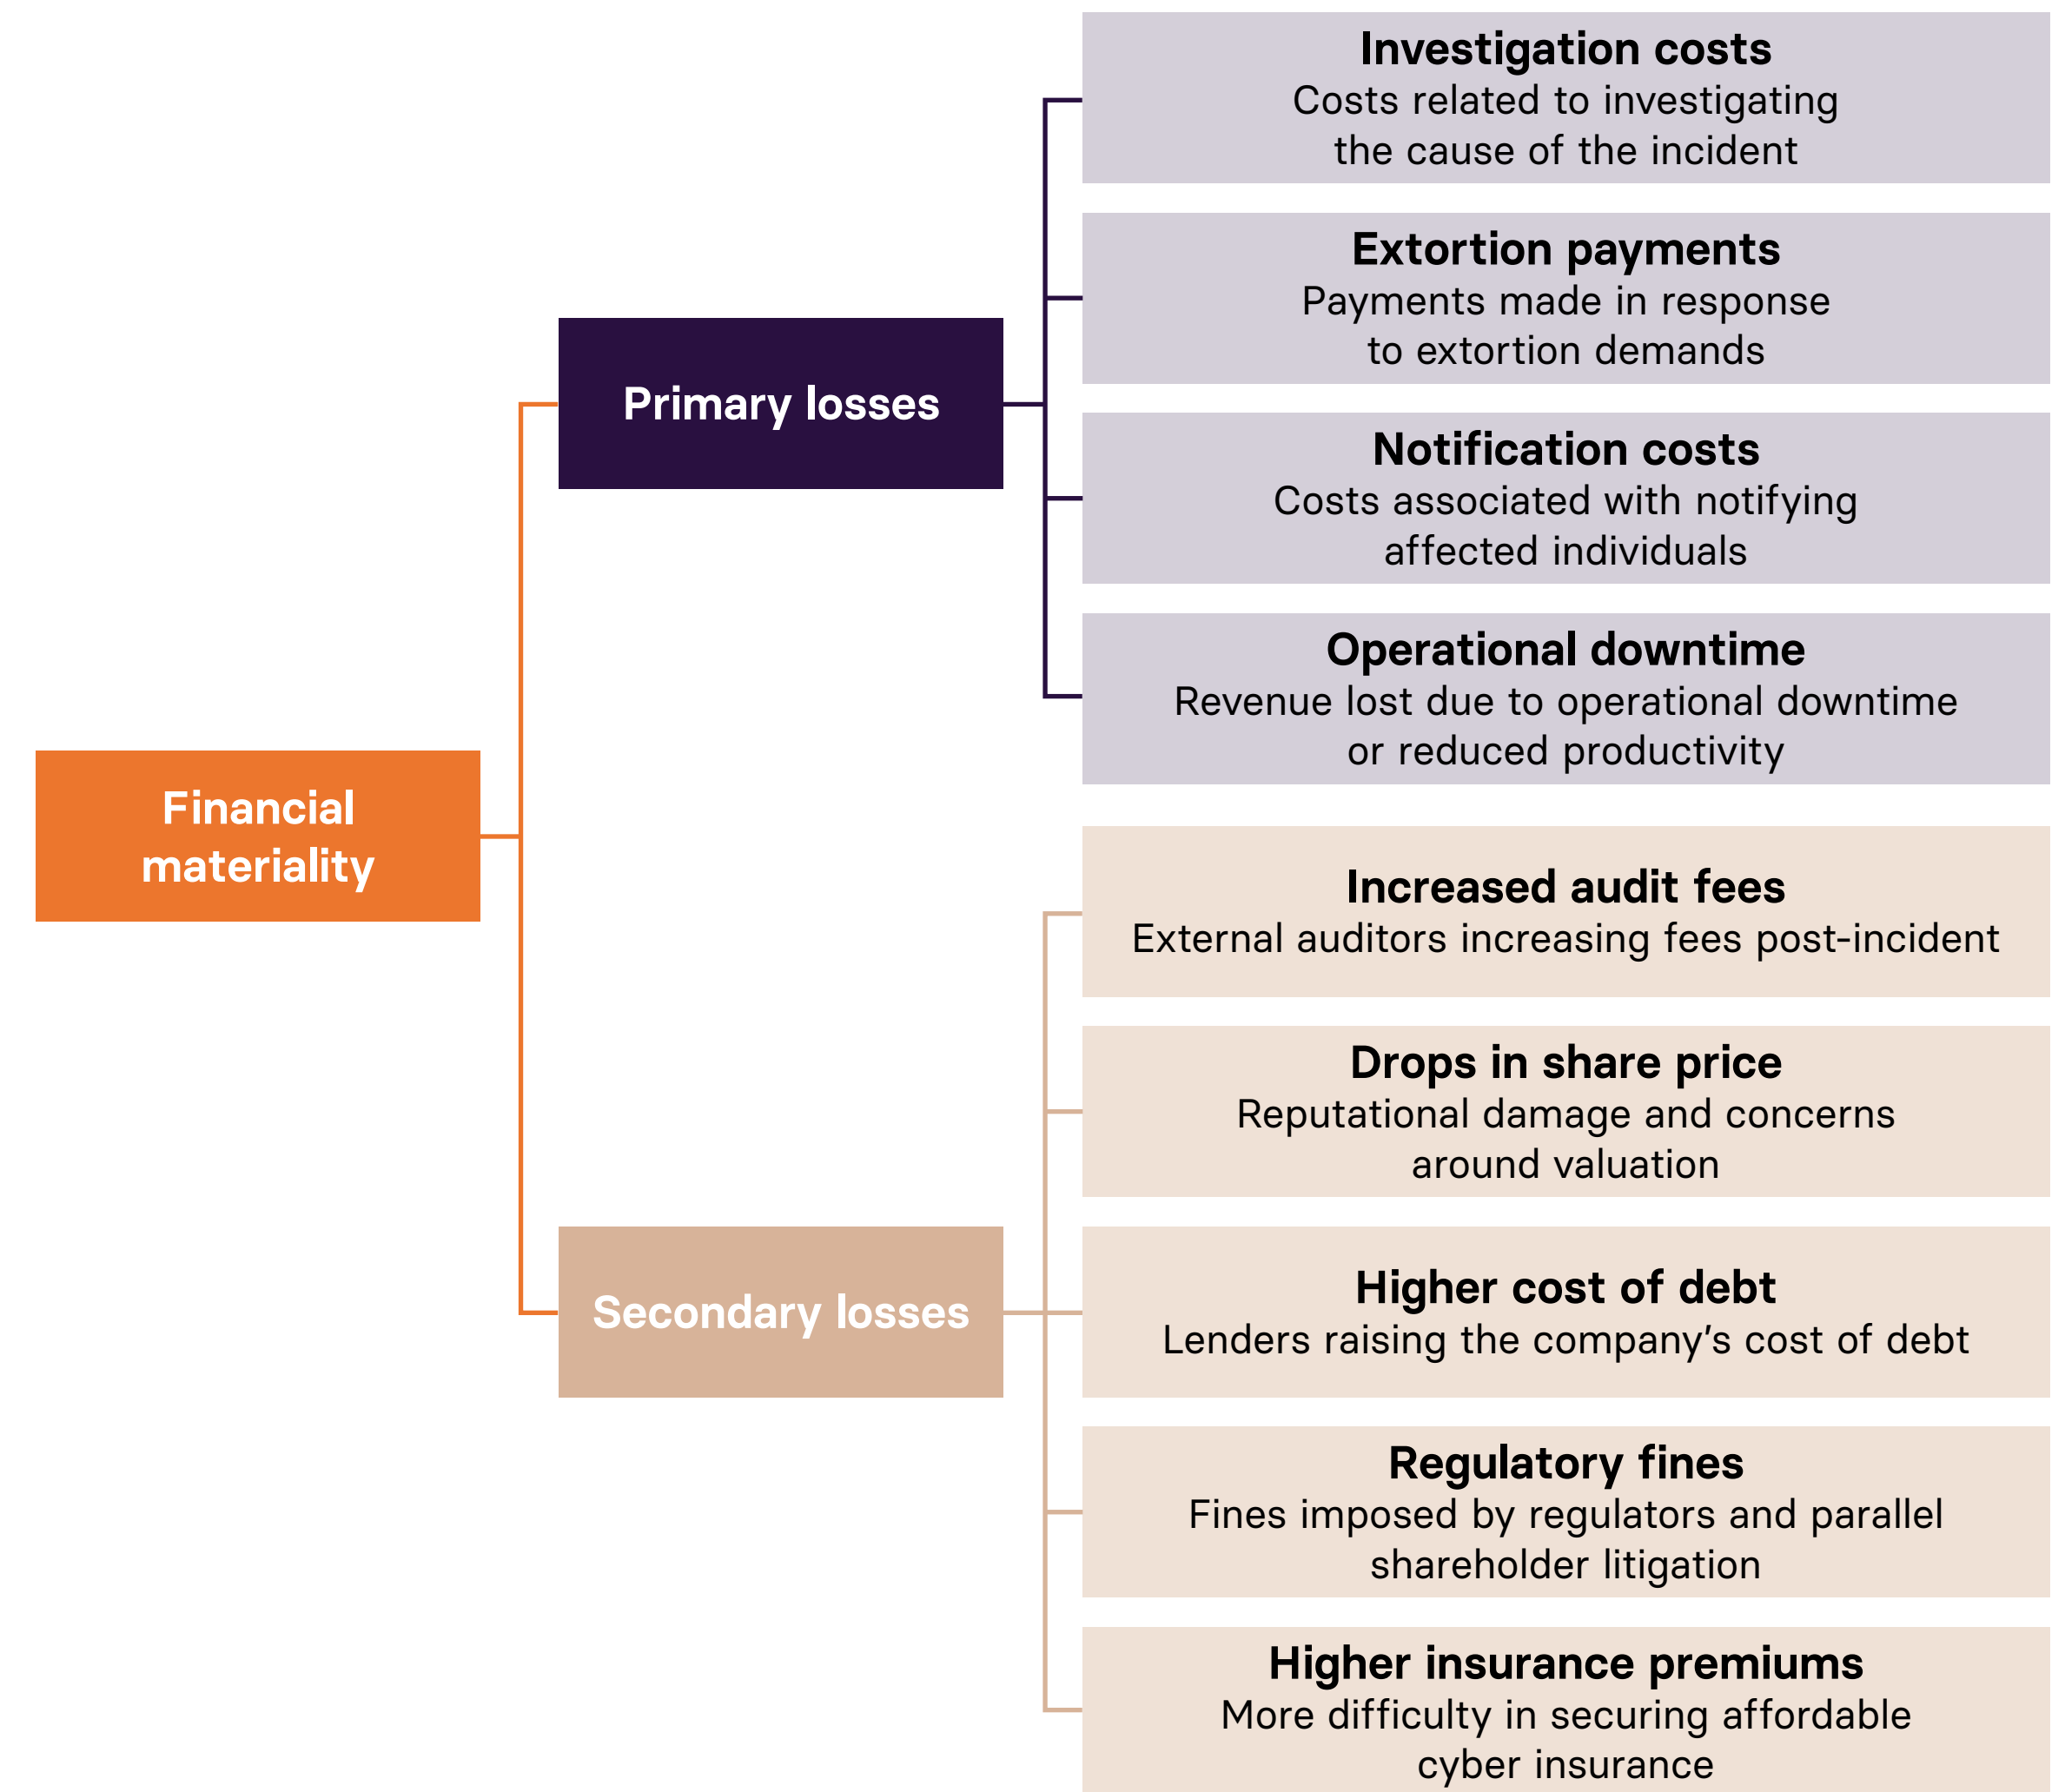 Financial
materiality
Primary losses
Investigation costs
Costs related to investigating
the cause of the incident
Extortion payments
Payments made in response
to extortion demands
Notification costs
Costs associated with notifying
affected individuals
Operational downtime
Revenue lost due to operational downtime
or reduced productivity
Secondary losses
Increased audit fees
External auditors increasing fees post-incident
Drops in share price
Reputational damage and concerns
around valuation
Higher cost of debt
Lenders raising the company’s cost of debt
Regulatory fines
Fines imposed by regulators and parallel
shareholder litigation
Higher insurance premiums
More difficulty in securing affordable
cyber insurance